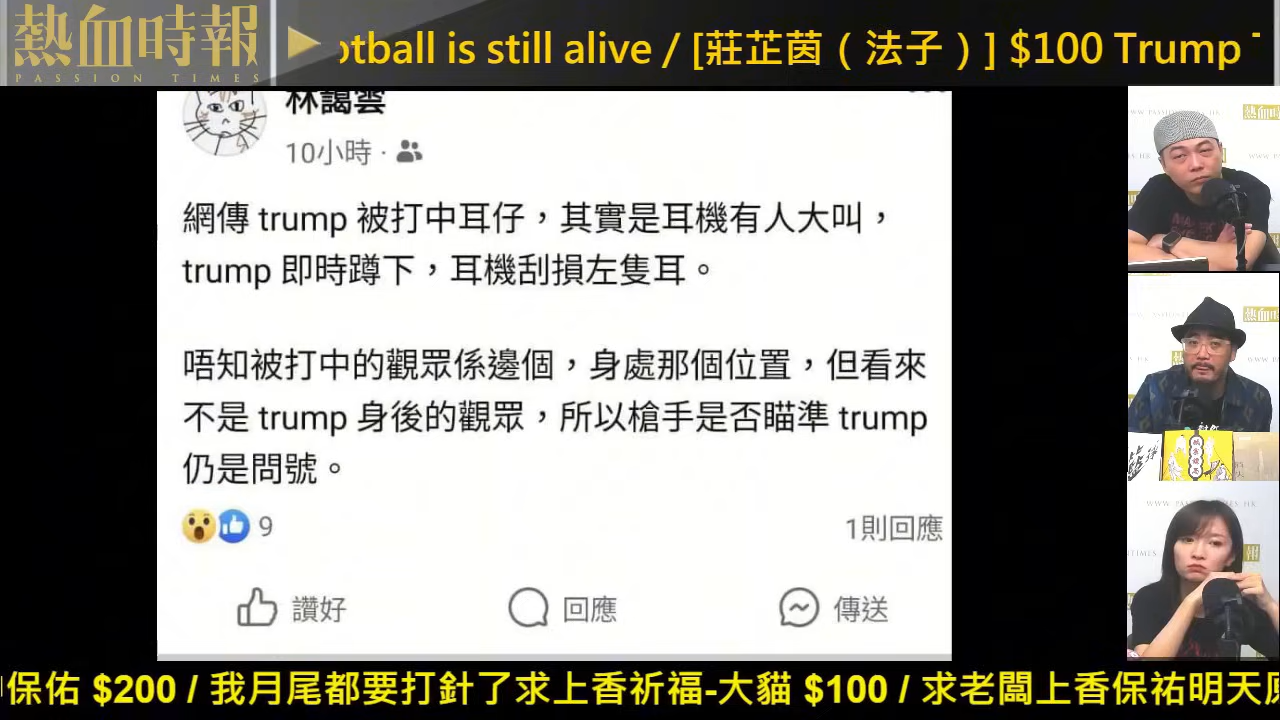 熱血時報
PASSION TIMES
otball is still alive / [莊芷茵（法子）] $100 Trump
林謁雲
10小時 ·
網傳 trump 被打中耳仔，其實是耳機有人大叫，
trump 即時蹲下，耳機刮損左隻耳。
唔知被打中的觀眾係邊個，身處那個位置，但看來
不是 trump 身後的觀眾，所以槍手是否瞄準 trump
仍是問號。
9
1則回應
讚好
回應
傳送
保佑 $200 / 我月尾都要打針了求上香祈福-大貓 $100 / 求老闆上香保祐明天